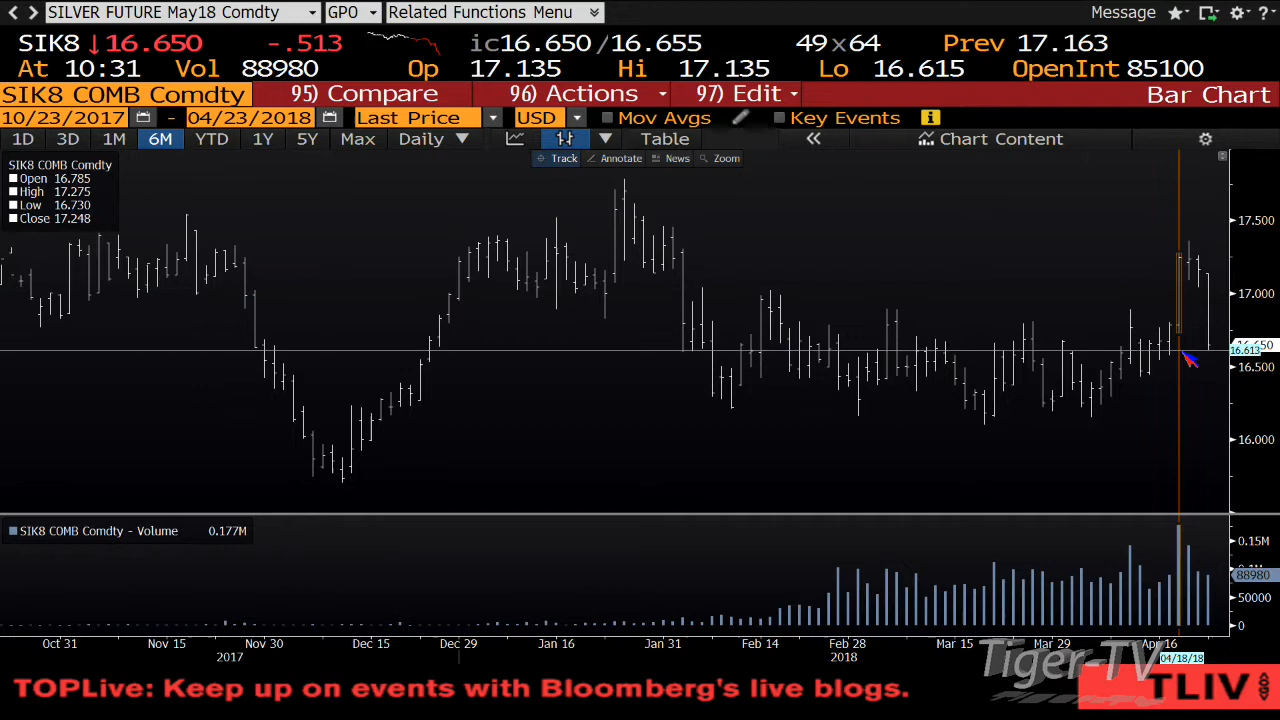 SILVER FUTURE May18 Comdty GPO Related Functions Menu Message ?
SIK8 ↓16.650 -.513 ic16.650/16.655 49x64 Prev 17.163
At 10:31 Vol 88980 Op 17.135 Hi 17.135 Lo 16.615 OpenInt 85100
SIK8 COMB Comdty 95) Compare 96) Actions 97) Edit Bar Chart
10/23/2017 - 04/23/2018 Last Price USD Mov Avgs Key Events i
1D 3D 1M 6M YTD 1Y 5Y Max Daily Table « Chart Content
Track Annotate News Zoom
SIK8 COMB Comdty
Open 16.785
High 17.275
Low 16.730
Close 17.248
17.500
17.000
16.650
16.613
16.500
16.000
SIK8 COMB Comdty - Volume 0.177M
0.15M
88980
50000
0
Oct 31 Nov 15 Nov 30 Dec 15 Dec 29 Jan 16 Jan 31 Feb 14 Feb 28 Mar 15 Mar 29 Apr 16
2017 2018 04/18/18
Tiger-TV
TOPLive: Keep up on events with Bloomberg's live blogs. TLIV